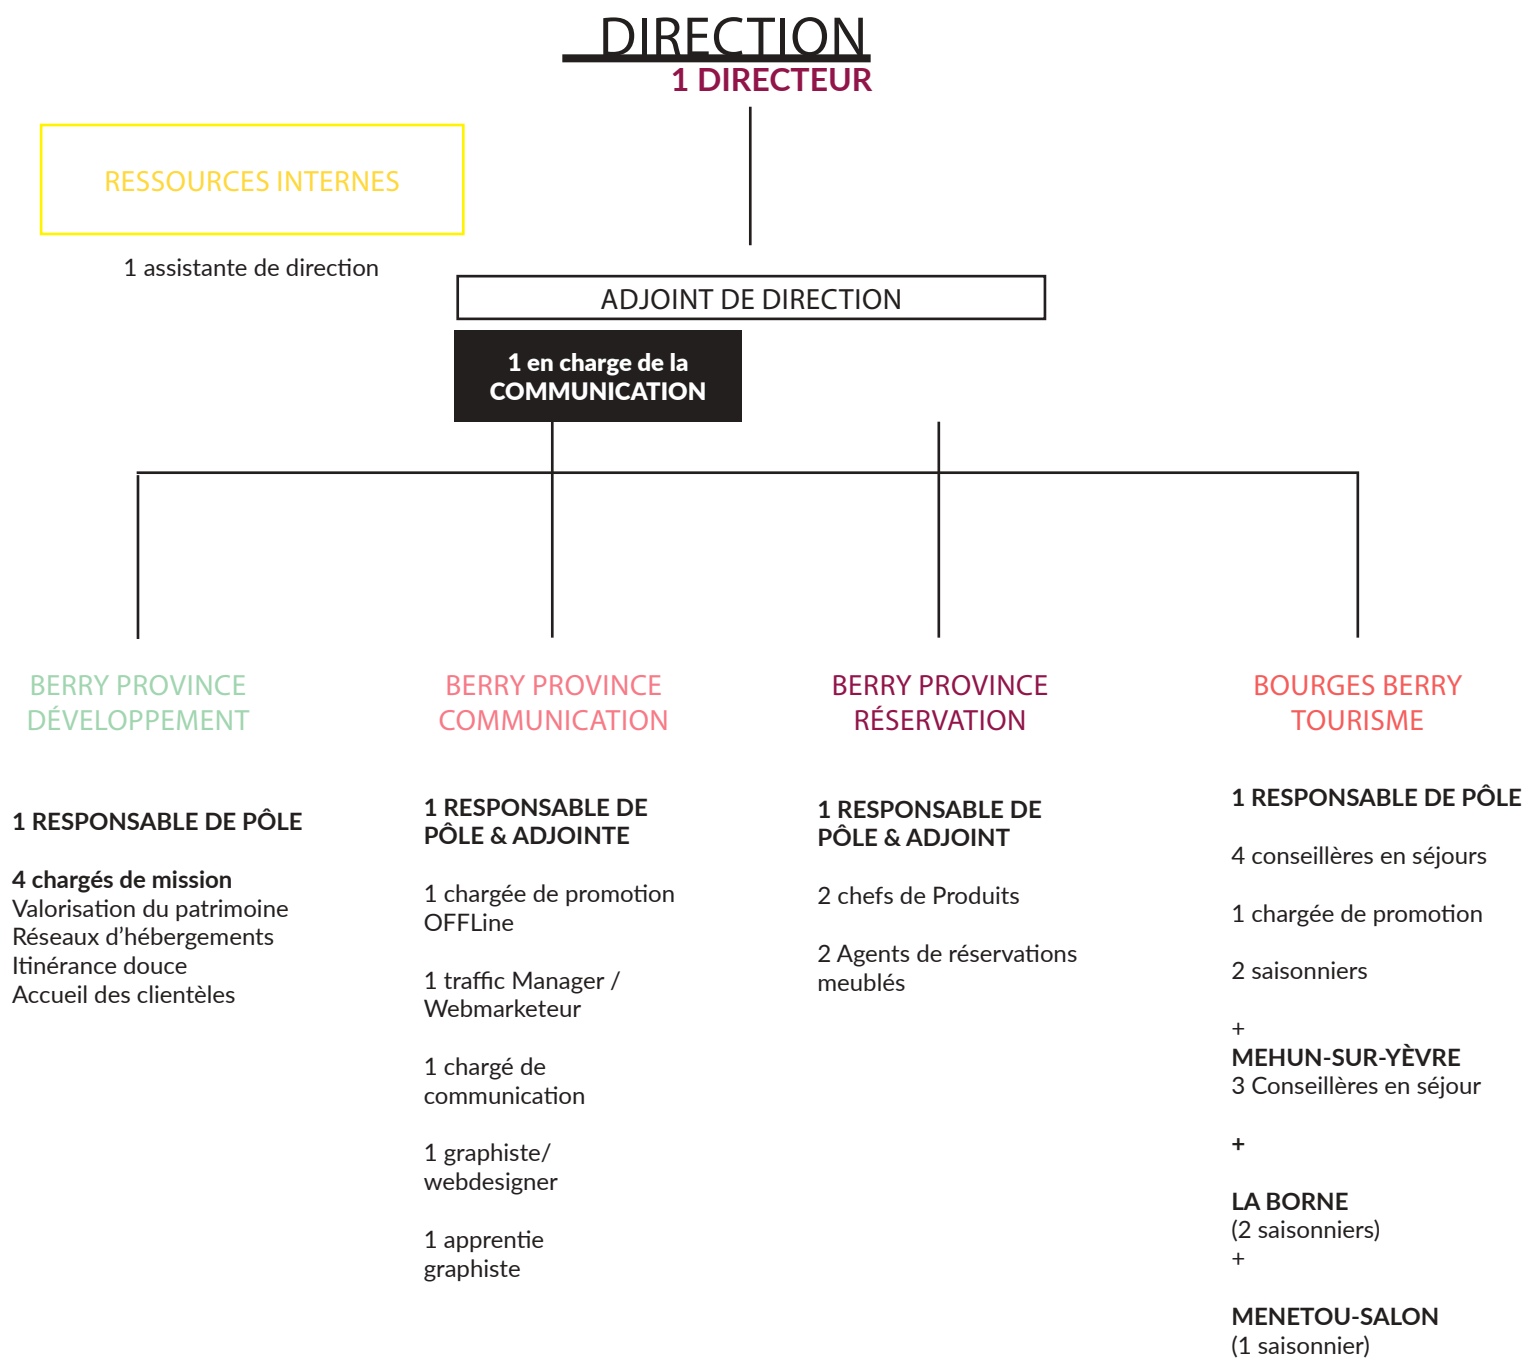 DIRECTION
1 DIRECTEUR
RESSOURCES INTERNES
1 assistante de direction
ADJOINT DE DIRECTION
1 en charge de la
COMMUNICATION
BERRY PROVINCE
DÉVELOPPEMENT
1 RESPONSABLE DE PÔLE
4 chargés de mission
Valorisation du patrimoine
Réseaux d’hébergements
Itinérance douce
Accueil des clientèles
BERRY PROVINCE
COMMUNICATION
1 RESPONSABLE DE
PÔLE & ADJOINTE
1 chargée de promotion
OFFLine
1 traffic Manager /
Webmarketeur
1 chargé de
communication
1 graphiste/
webdesigner
1 apprentie
graphiste
BERRY PROVINCE
RÉSERVATION
1 RESPONSABLE DE
PÔLE & ADJOINT
2 chefs de Produits
2 Agents de réservations
meublés
BOURGES BERRY
TOURISME
1 RESPONSABLE DE PÔLE
4 conseillères en séjours
1 chargée de promotion
2 saisonniers
+
MEHUN-SUR-YÈVRE
3 Conseillères en séjour
+
LA BORNE
(2 saisonniers)
+
MENETOU-SALON
(1 saisonnier)